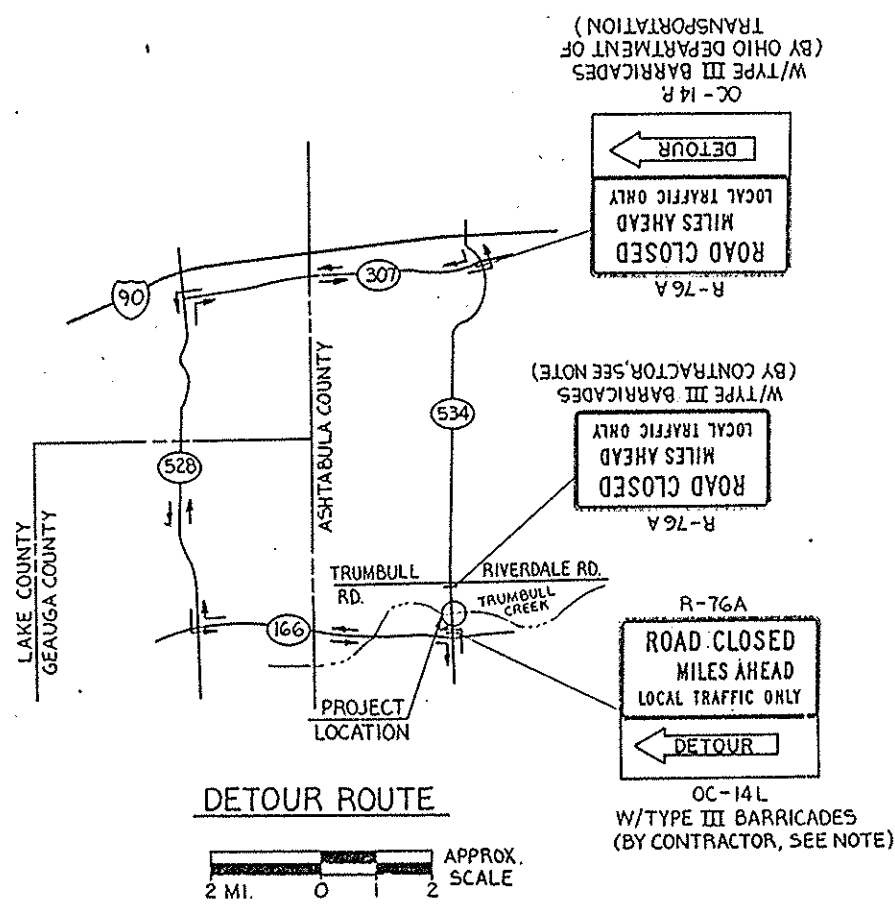 OC-14R
W/TYPE III BARRICADES
(BY OHIO DEPARTMENT OF
TRANSPORTATION)
R-76A
ROAD CLOSED
MILES AHEAD
LOCAL TRAFFIC ONLY
DETOUR
90
307
534
528
166
LAKE COUNTY
GEAUGA COUNTY
ASHTABULA COUNTY
R-76A
ROAD CLOSED
MILES AHEAD
LOCAL TRAFFIC ONLY
W/TYPE III BARRICADES
(BY CONTRACTOR, SEE NOTE)
TRUMBULL
RD.
RIVERDALE RD.
TRUMBULL
CREEK
PROJECT
LOCATION
R-76A
ROAD CLOSED
MILES AHEAD
LOCAL TRAFFIC ONLY
DETOUR
OC-14L
W/TYPE III BARRICADES
(BY CONTRACTOR, SEE NOTE)
DETOUR ROUTE
2 MI. 0 1 2
APPROX.
SCALE